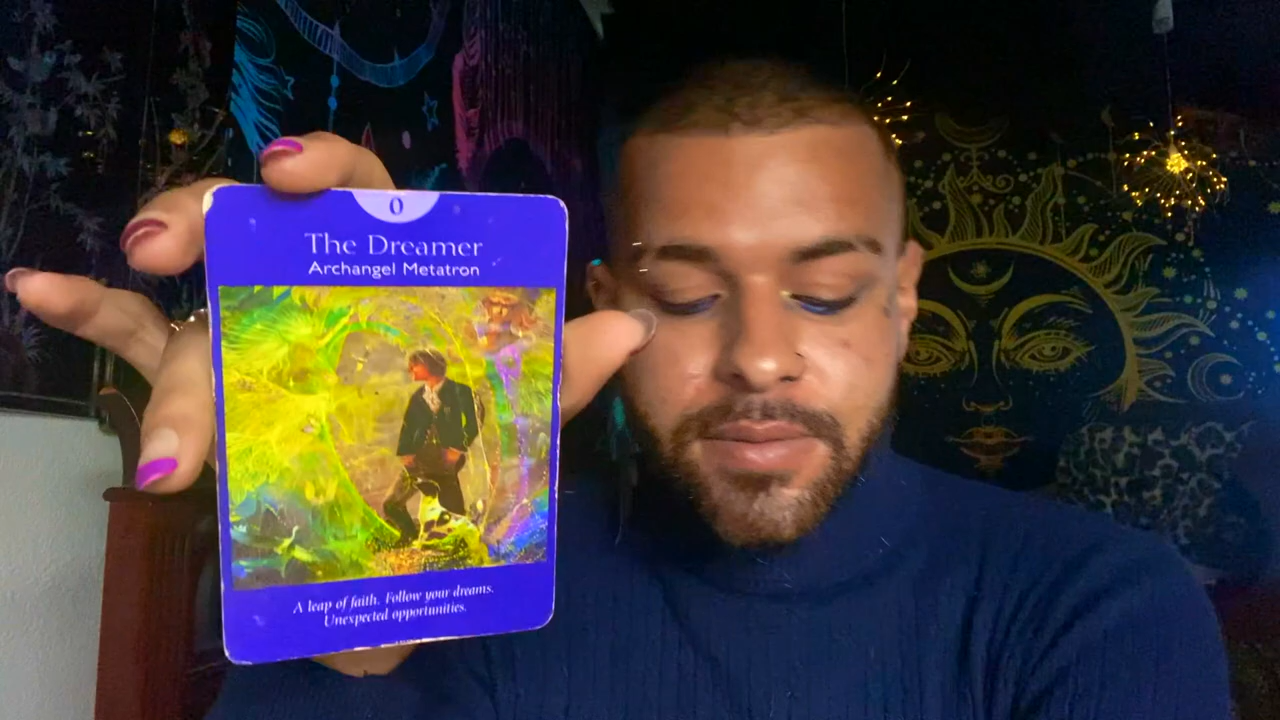 0
The Dreamer
Archangel Metatron
A leap of faith. Follow your dreams.
Unexpected opportunities.